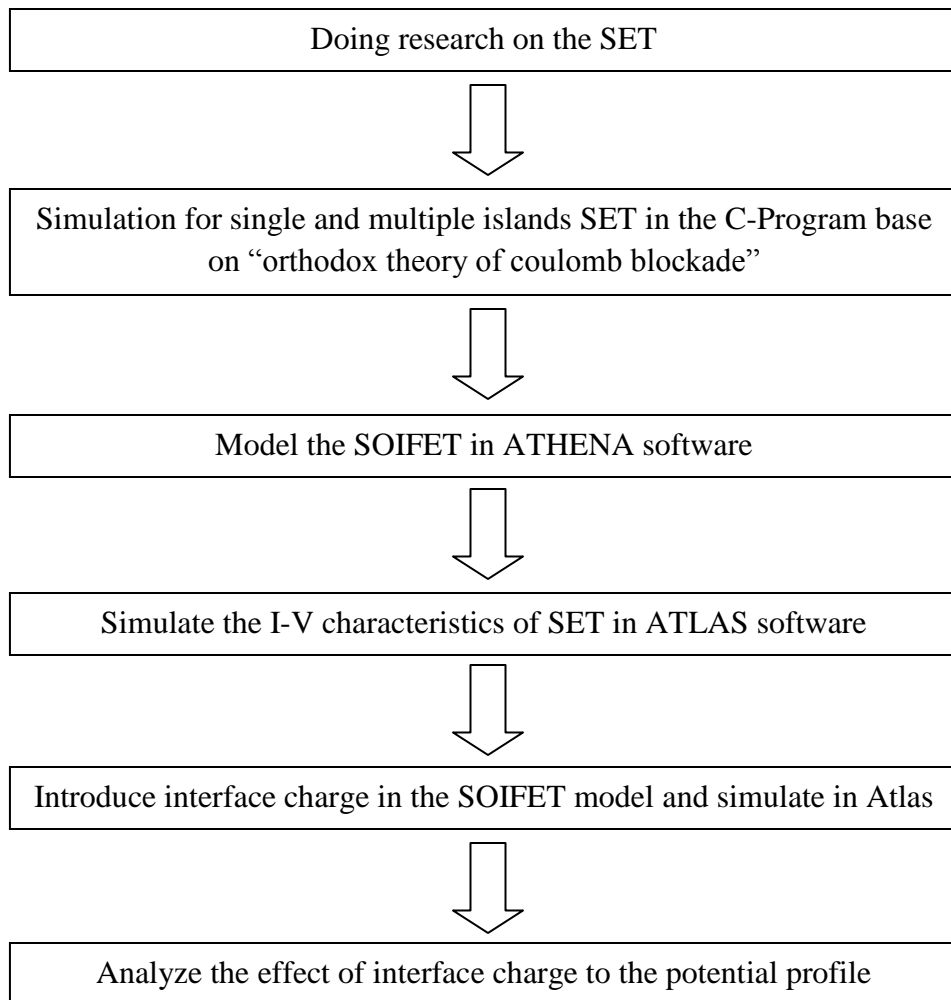 Doing research on the SET
Simulation for single and multiple islands SET in the C-Program base
on “orthodox theory of coulomb blockade”
Model the SOIFET in ATHENA software
Simulate the I-V characteristics of SET in ATLAS software
Introduce interface charge in the SOIFET model and simulate in Atlas
Analyze the effect of interface charge to the potential profile